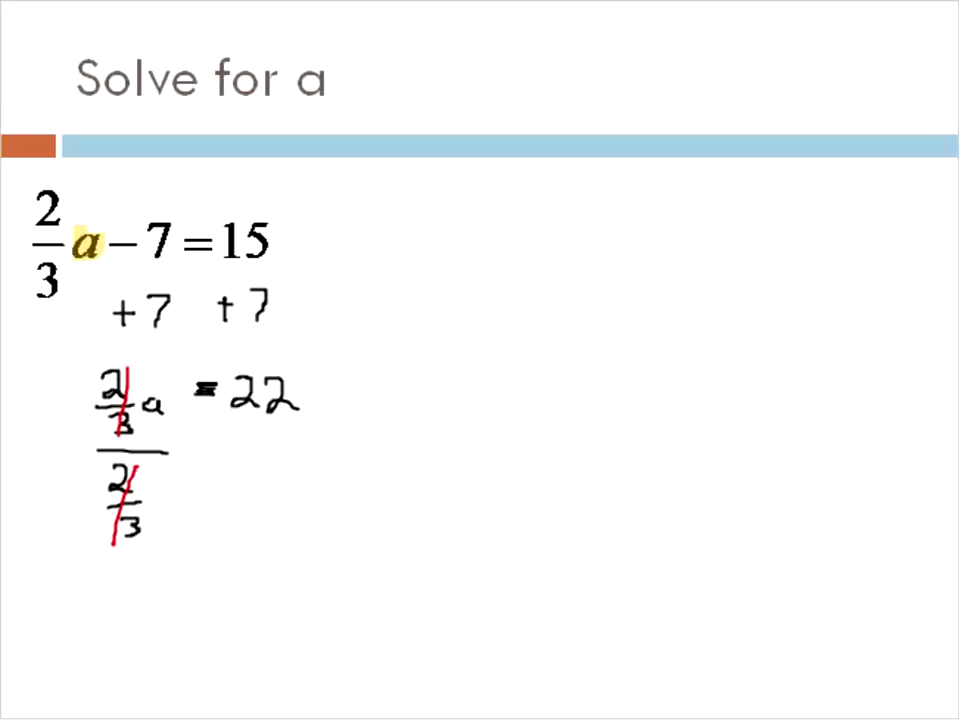 Solve for a
2/3 a − 7 = 15
+7 +7
2/3 a = 22
2/3